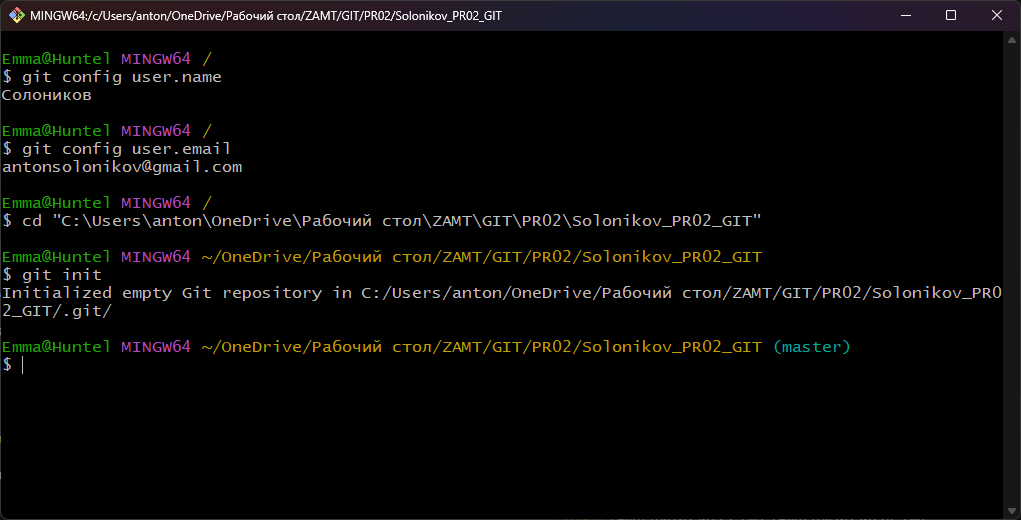 MINGW64:/c/Users/anton/OneDrive/Рабочий стол/ZAMT/GIT/PR02/Solonikov_PR02_GIT
Emma@Huntel MINGW64 /
$ git config user.name
Солоников
Emma@Huntel MINGW64 /
$ git config user.email
antonsolonikov@gmail.com
Emma@Huntel MINGW64 /
$ cd "C:\Users\anton\OneDrive\Рабочий стол\ZAMT\GIT\PR02\Solonikov_PR02_GIT"
Emma@Huntel MINGW64 ~/OneDrive/Рабочий стол/ZAMT/GIT/PR02/Solonikov_PR02_GIT
$ git init
Initialized empty Git repository in C:/Users/anton/OneDrive/Рабочий стол/ZAMT/GIT/PR02/Solonikov_PR0
2_GIT/.git/
Emma@Huntel MINGW64 ~/OneDrive/Рабочий стол/ZAMT/GIT/PR02/Solonikov_PR02_GIT (master)
$